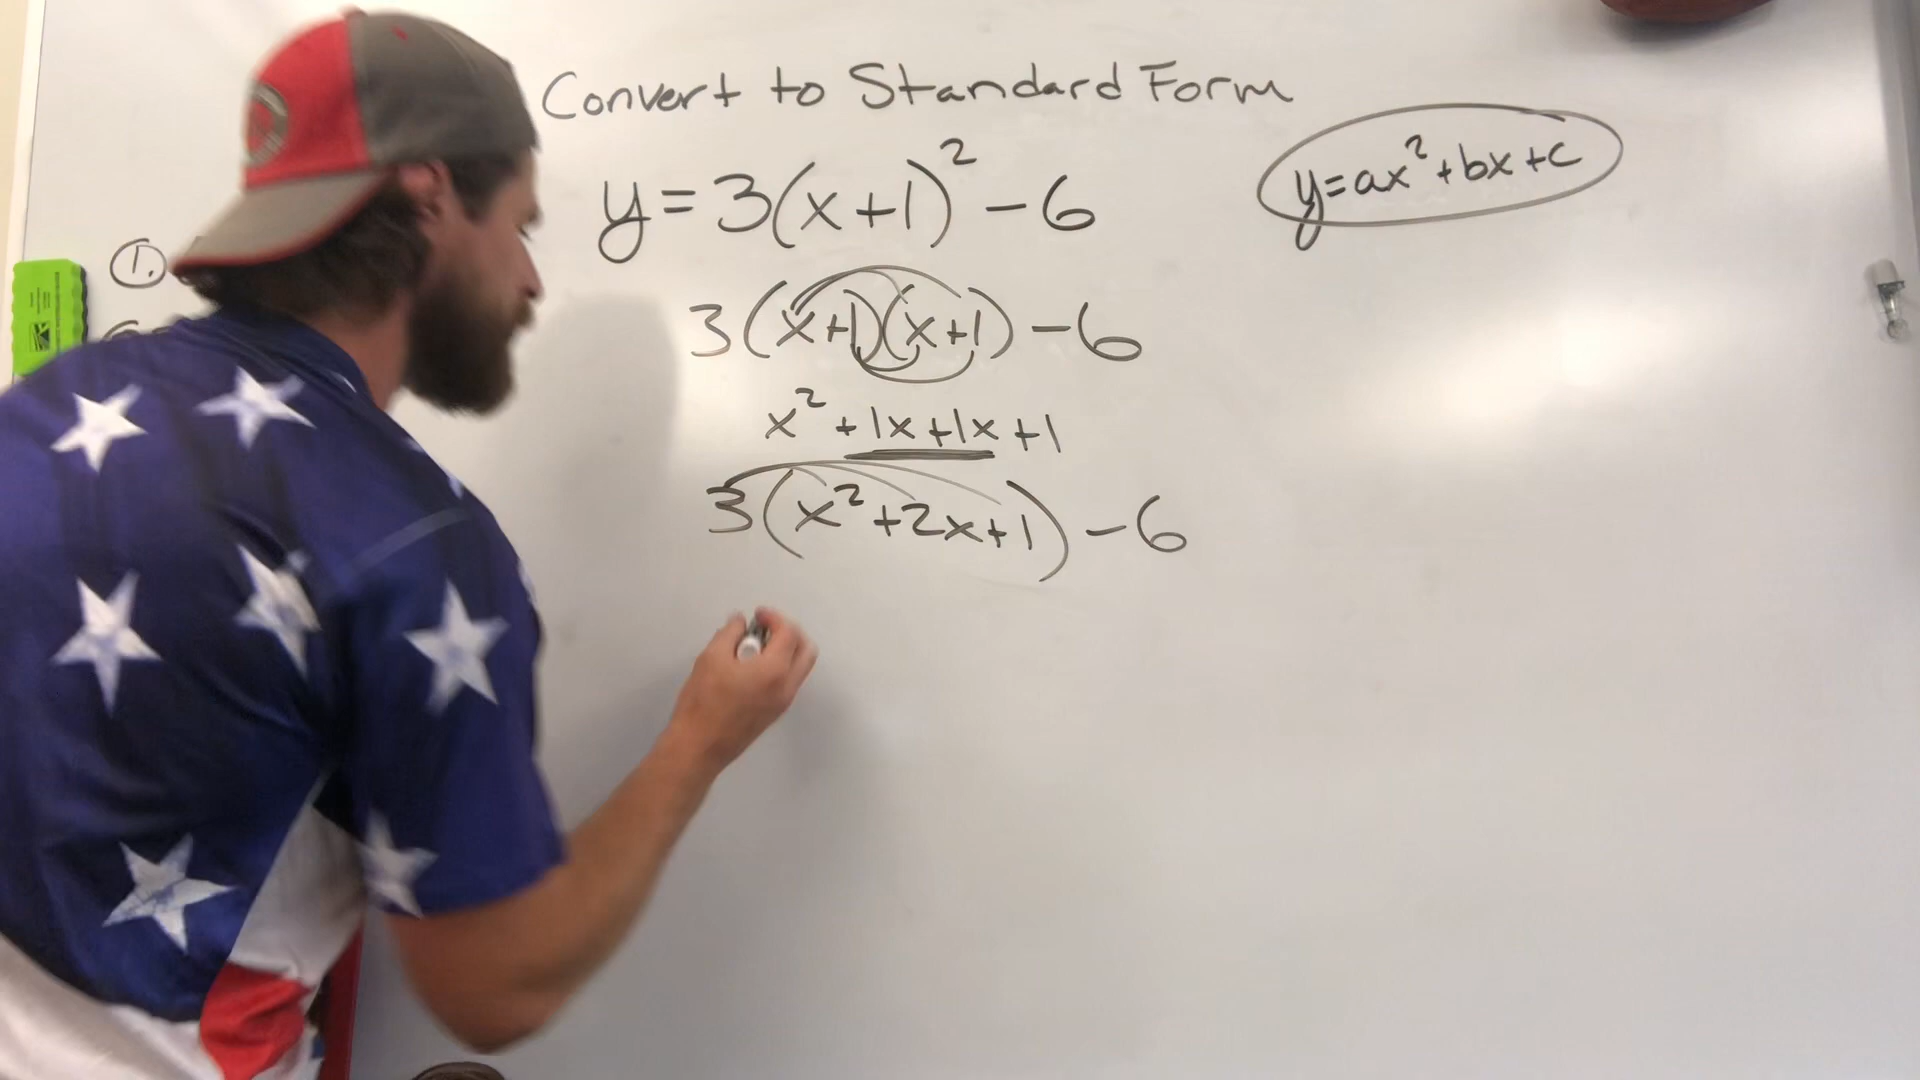 Convert to Standard Form
y=3(x+1)²-6
y=ax²+bx+c
1.
3(x+1)(x+1)-6
x²+1x+1x+1
3(x²+2x+1)-6